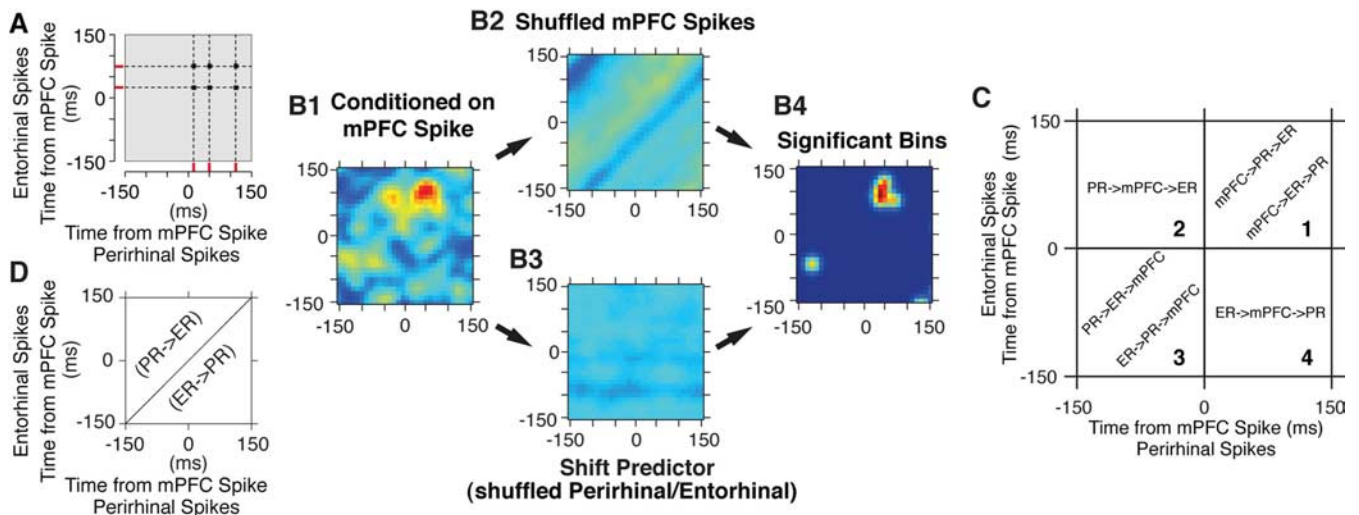 A
Entorhinal Spikes
Time from mPFC Spike
(ms)
150
0
-150
-150
0
150
(ms)
Time from mPFC Spike
Perirhinal Spikes
B1
Conditioned on
mPFC Spike
150
0
-150
-150
0
150
B2
Shuffled mPFC Spikes
-150
0
150
150
0
-150
B3
150
0
-150
-150
0
150
Shift Predictor
(shuffled Perirhinal/Entorhinal)
B4
Significant Bins
150
0
-150
-150
0
150
C
Entorhinal Spikes
Time from mPFC Spike (ms)
150
0
-150
PR->mPFC->ER
2
mPFC->PR->ER
mPFC->ER->PR
1
PR->ER->mPFC
ER->PR->mPFC
3
ER->mPFC->PR
4
-150
0
150
Time from mPFC Spike (ms)
Perirhinal Spikes
D
Entorhinal Spikes
Time from mPFC Spike
(ms)
150
0
-150
(PR->ER)
(ER->PR)
-150
0
150
(ms)
Time from mPFC Spike
Perirhinal Spikes